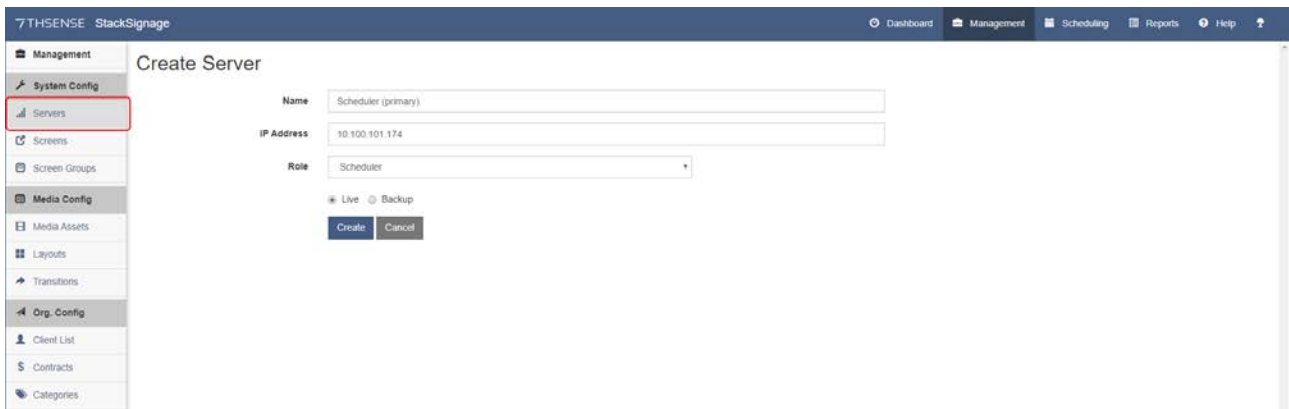 7THSENSE StackSignage
Dashboard Management Scheduling Reports Help
Management
System Config
Servers
Screens
Screen Groups
Media Config
Media Assets
Layouts
Transitions
Org. Config
Client List
Contracts
Categories
Create Server
Name Scheduler (primary)
IP Address 10.100.101.174
Role Scheduler
Live Backup
Create Cancel